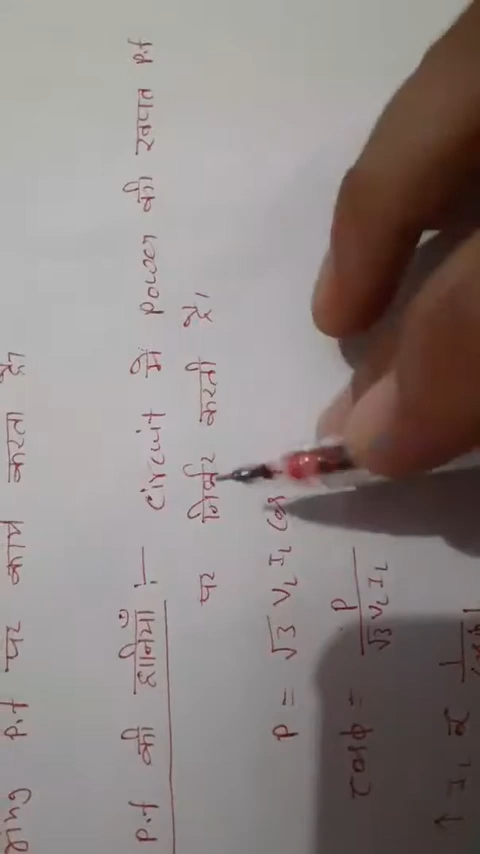 p.f पर कार्य करता है।
p.f की हानियाँ :- Circuit में Power की खपत p.f
पर निर्भर करती है।
P = √3 VL IL Cos
Cosφ = P / √3 VL IL
↑ IL ∝ 1